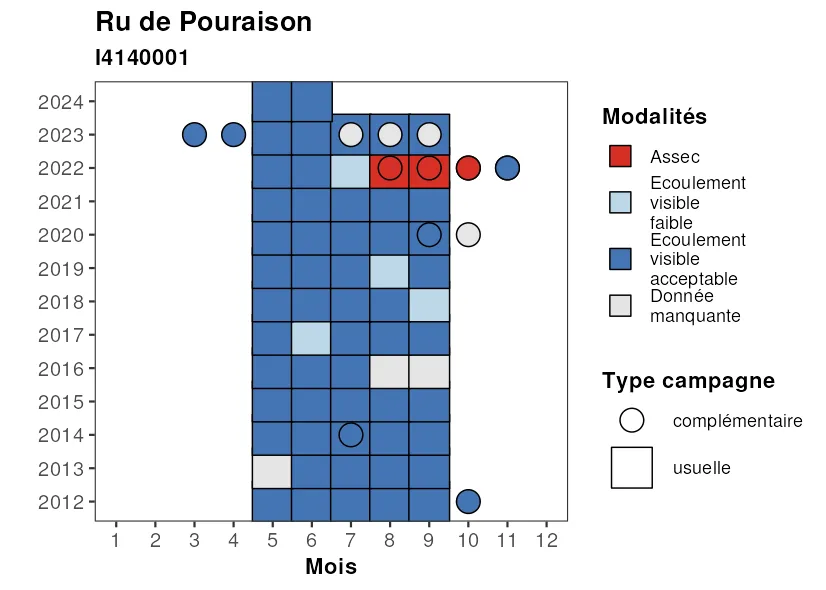 Ru de Pouraison
I4140001
2024
2023
2022
2021
2020
2019
2018
2017
2016
2015
2014
2013
2012
1 2 3 4 5 6 7 8 9 10 11 12
Mois
Modalités
Assec
Ecoulement
visible
faible
Ecoulement
visible
acceptable
Donnée
manquante
Type campagne
complémentaire
usuelle